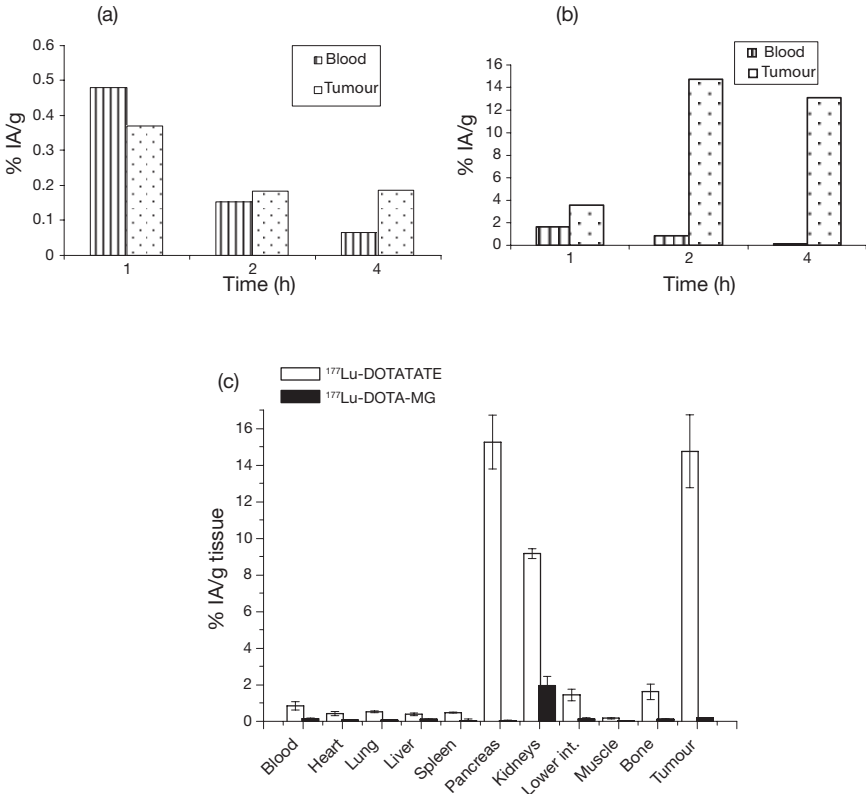 (a)
0.6
0.5
0.4
0.3
0.2
0.1
0
% IA/g
Blood
Tumour
1 2 4
Time (h)
(b)
16
14
12
10
8
6
4
2
0
% IA/g
Blood
Tumour
1 2 4
Time (h)
(c)
¹⁷⁷Lu-DOTATATE
¹⁷⁷Lu-DOTA-MG
16
14
12
10
8
6
4
2
0
% IA/g tissue
Blood
Heart
Lung
Liver
Spleen
Pancreas
Kidneys
Lower int.
Muscle
Bone
Tumour